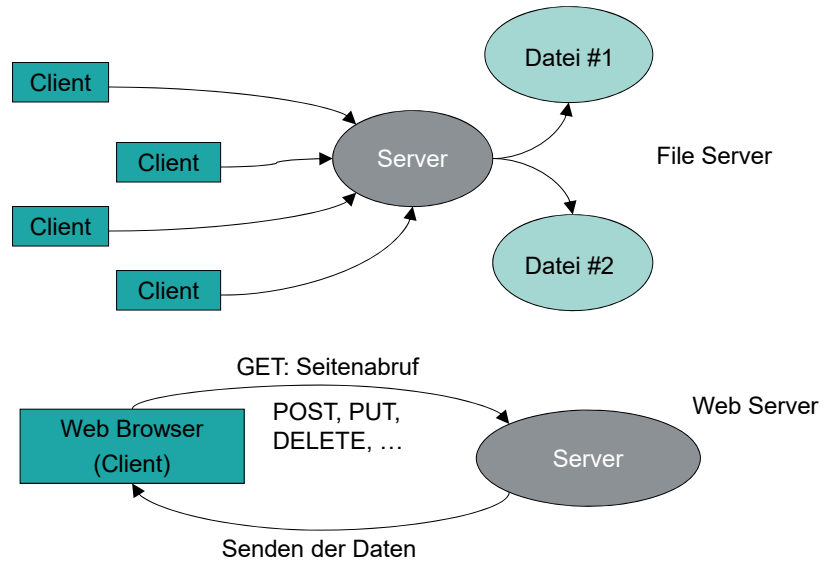 Datei #1
Client
Client
Server
File Server
Client
Datei #2
Client
GET: Seitenabruf
POST, PUT,
DELETE, …
Web Server
Web Browser
(Client)
Server
Senden der Daten